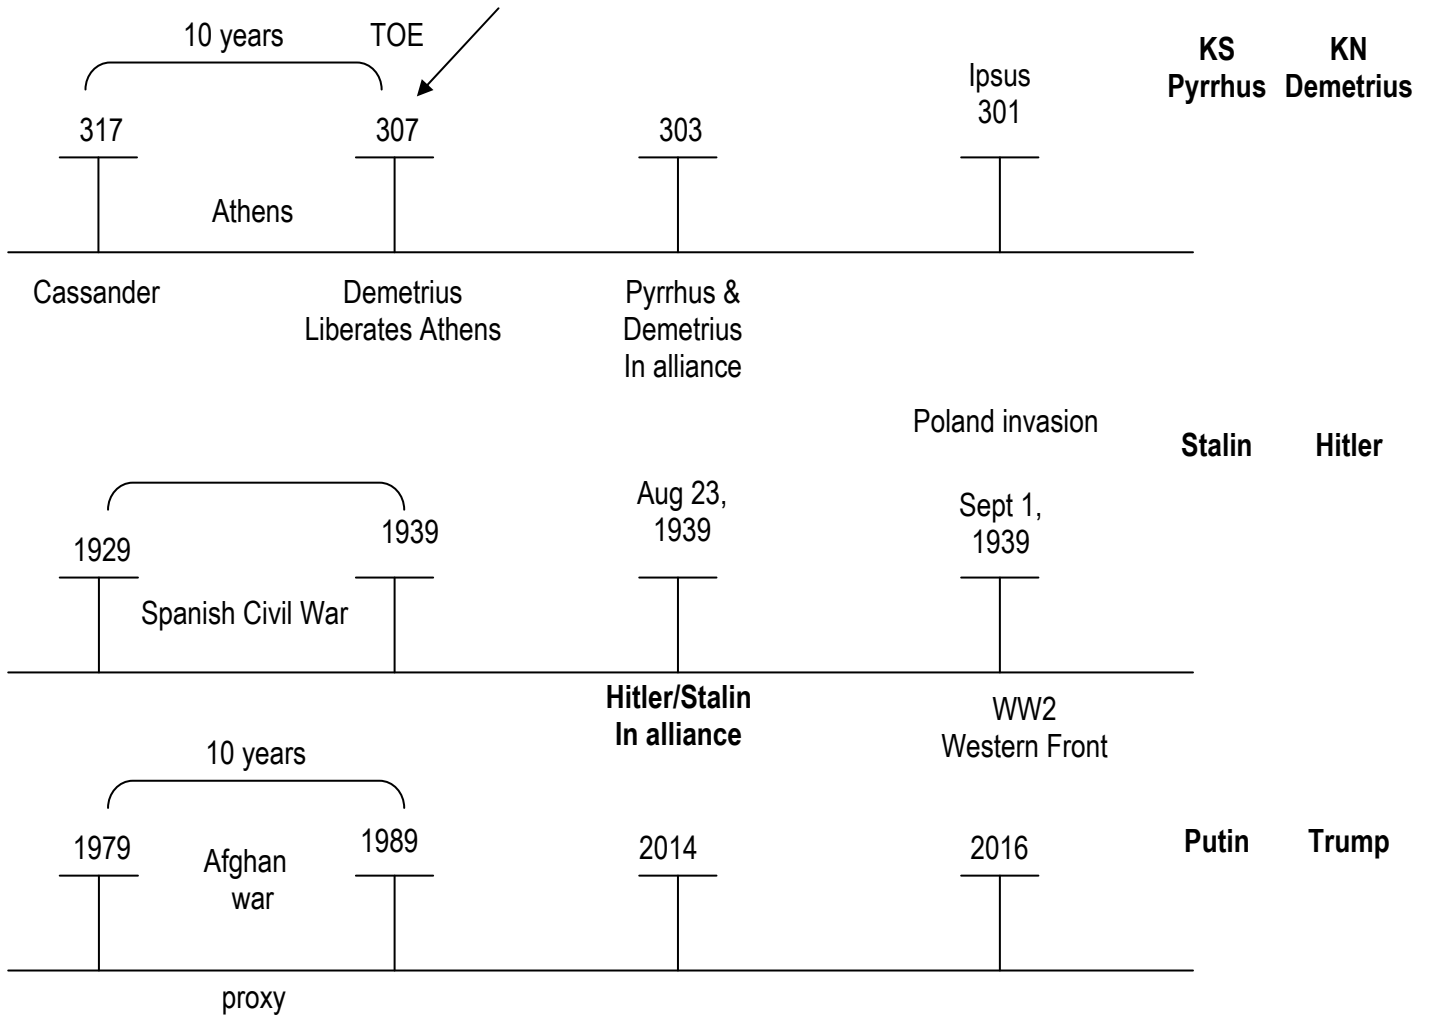 10 years
TOE
KS
KN
Pyrrhus
Demetrius
Ipsus
301
317
307
303
Athens
Cassander
Demetrius
Liberates Athens
Pyrrhus &
Demetrius
In alliance
Poland invasion
Stalin
Hitler
1929
1939
Aug 23,
1939
Sept 1,
1939
Spanish Civil War
Hitler/Stalin
In alliance
WW2
Western Front
10 years
1979
1989
2014
2016
Putin
Trump
Afghan
war
proxy